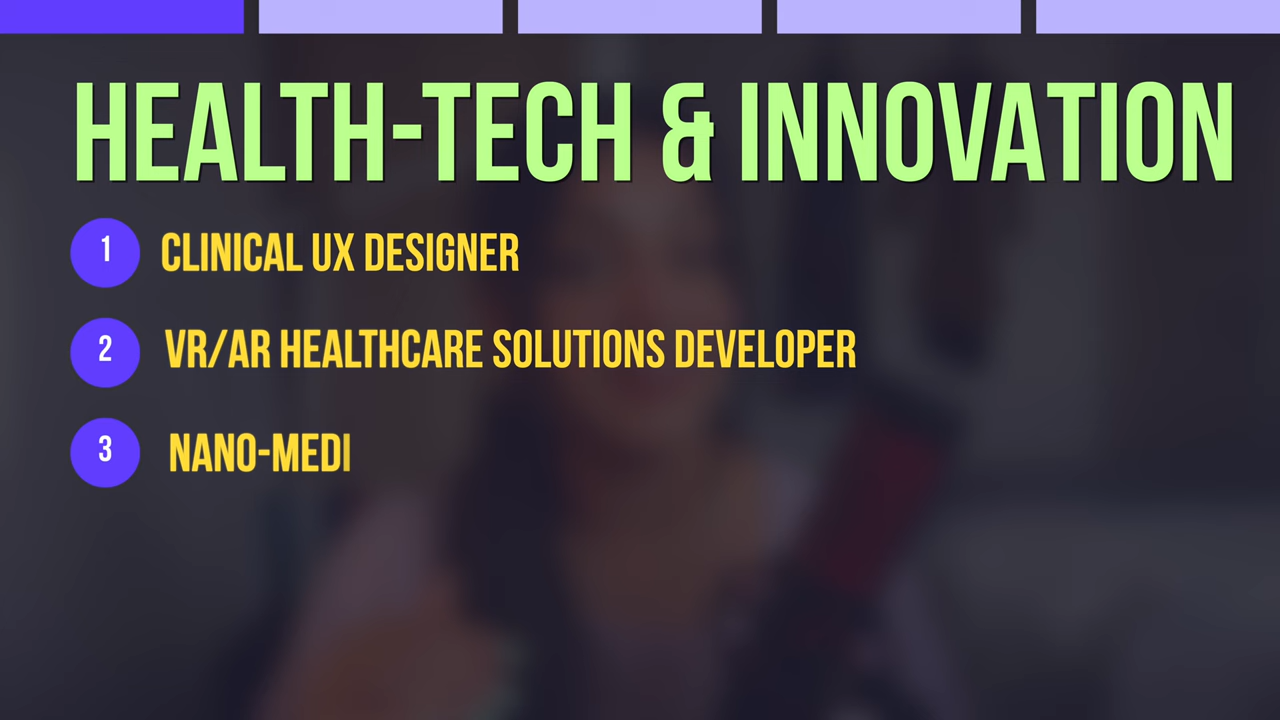 HEALTH-TECH & INNOVATION
1 CLINICAL UX DESIGNER
2 VR/AR HEALTHCARE SOLUTIONS DEVELOPER
3 NANO-MEDI